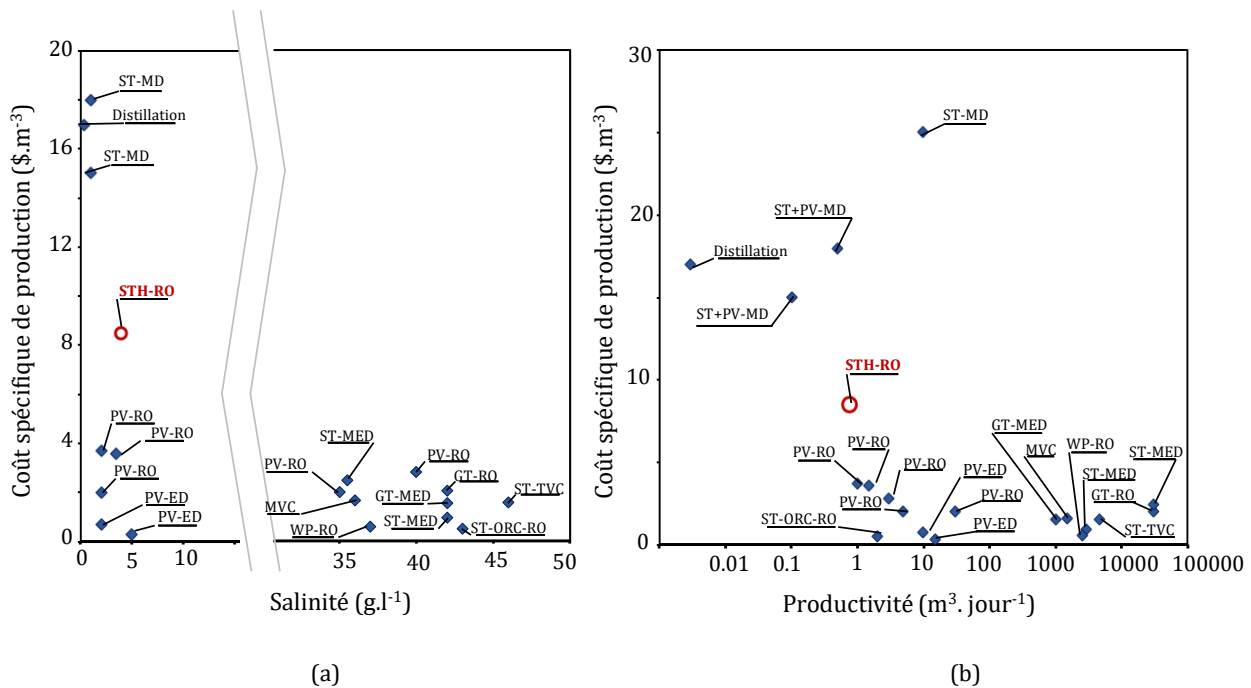 Coût spécifique de production ($.m-3)
20
16
12
8
4
0
ST-MD
Distillation
ST-MD
STH-RO
PV-RO
PV-RO
PV-RO
PV-ED
PV-ED
ST-MED
PV-RO
MVC
WP-RO
PV-RO
GT-RO
GT-MED
ST-TVC
ST-MED
ST-ORC-RO
0 5 10 35 40 45 50
Salinité (g.l-1)
(a)
Coût spécifique de production ($.m-3)
30
20
10
0
ST-MD
ST+PV-MD
Distillation
ST+PV-MD
STH-RO
GT-MED
PV-RO
PV-RO
MVC
WP-RO
ST-MED
PV-RO
PV-ED
ST-MED
PV-RO
PV-RO
GT-RO
ST-ORC-RO
PV-ED
ST-TVC
0.01 0.1 1 10 100 1000 10000 100000
Productivité (m3. jour-1)
(b)